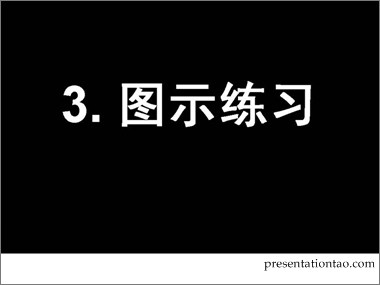 3. 图示练习
presentationtao.com